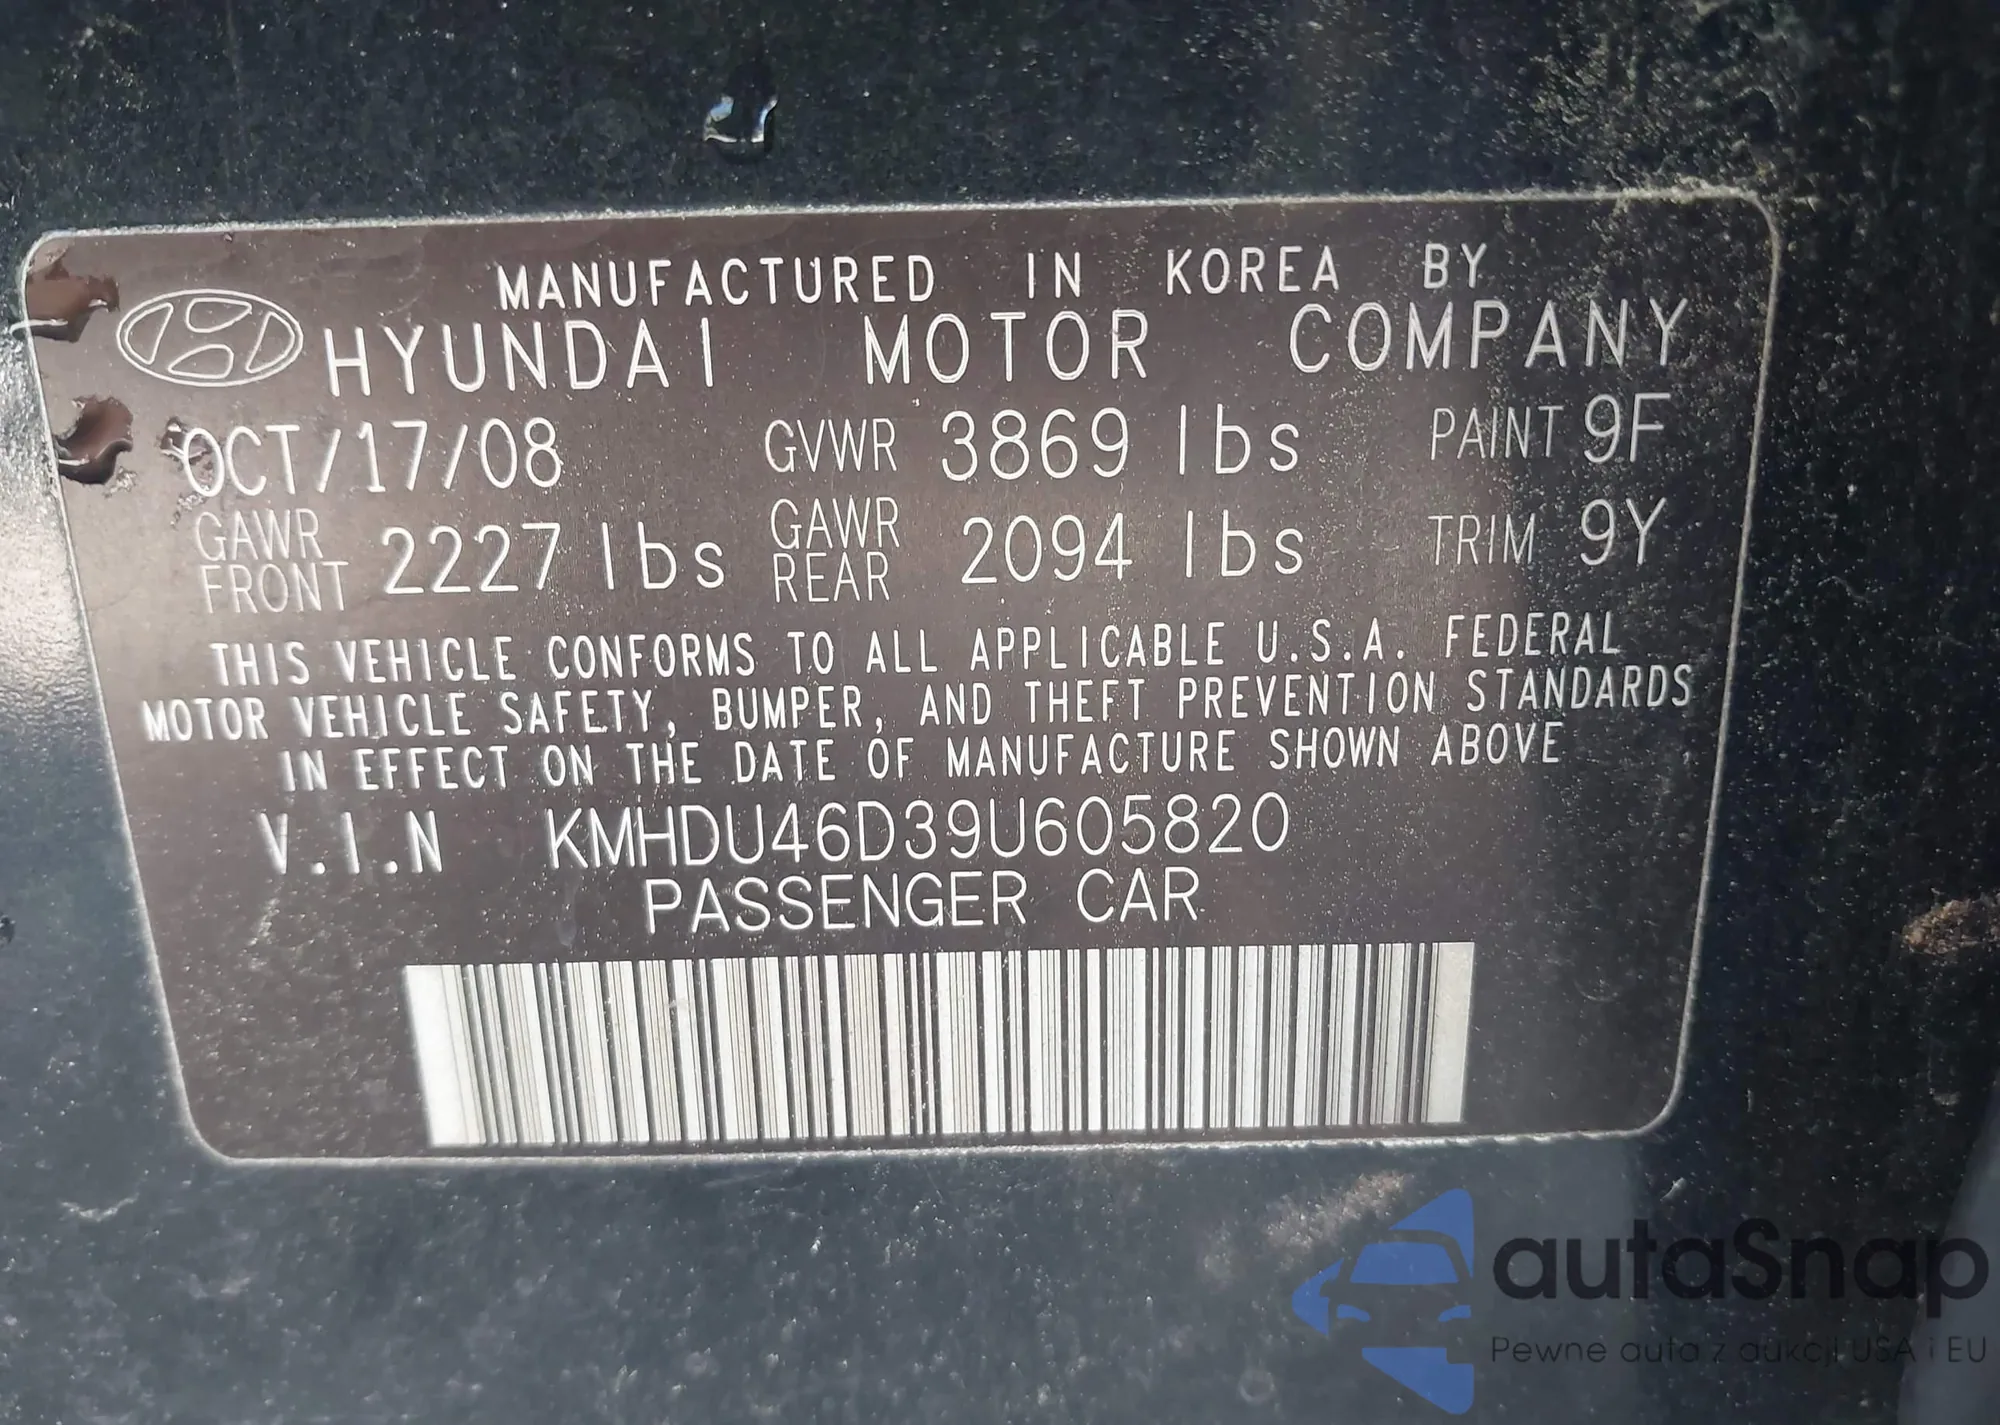 MANUFACTURED IN KOREA BY
HYUNDAI MOTOR COMPANY
OCT/17/08 GVWR 3869 lbs PAINT 9F
GAWR FRONT 2227 lbs GAWR REAR 2094 lbs TRIM 9Y
THIS VEHICLE CONFORMS TO ALL APPLICABLE U.S.A. FEDERAL
MOTOR VEHICLE SAFETY, BUMPER, AND THEFT PREVENTION STANDARDS
IN EFFECT ON THE DATE OF MANUFACTURE SHOWN ABOVE
V.I.N KMHDU46D39U605820
PASSENGER CAR
autaSnap
Pewne auta z aukcji USA i EU